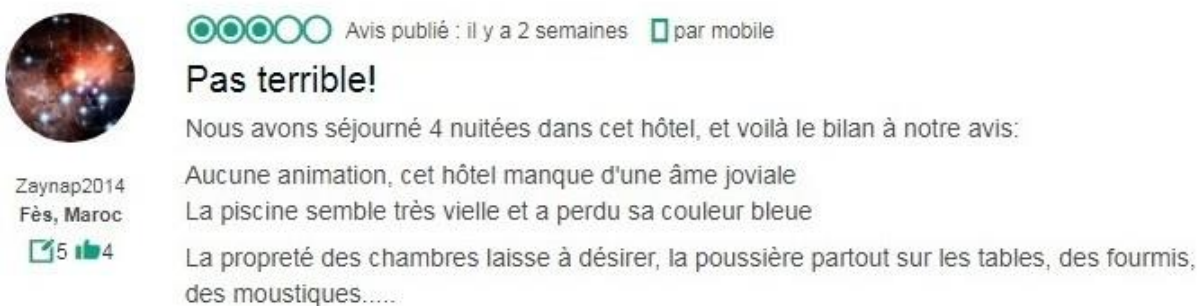 Avis publié : il y a 2 semaines par mobile
Pas terrible!
Nous avons séjourné 4 nuitées dans cet hôtel, et voilà le bilan à notre avis:
Aucune animation, cet hôtel manque d'une âme joviale
La piscine semble très vielle et a perdu sa couleur bleue
La propreté des chambres laisse à désirer, la poussière partout sur les tables, des fourmis,
des moustiques.....
Zaynap2014
Fès, Maroc
5 4